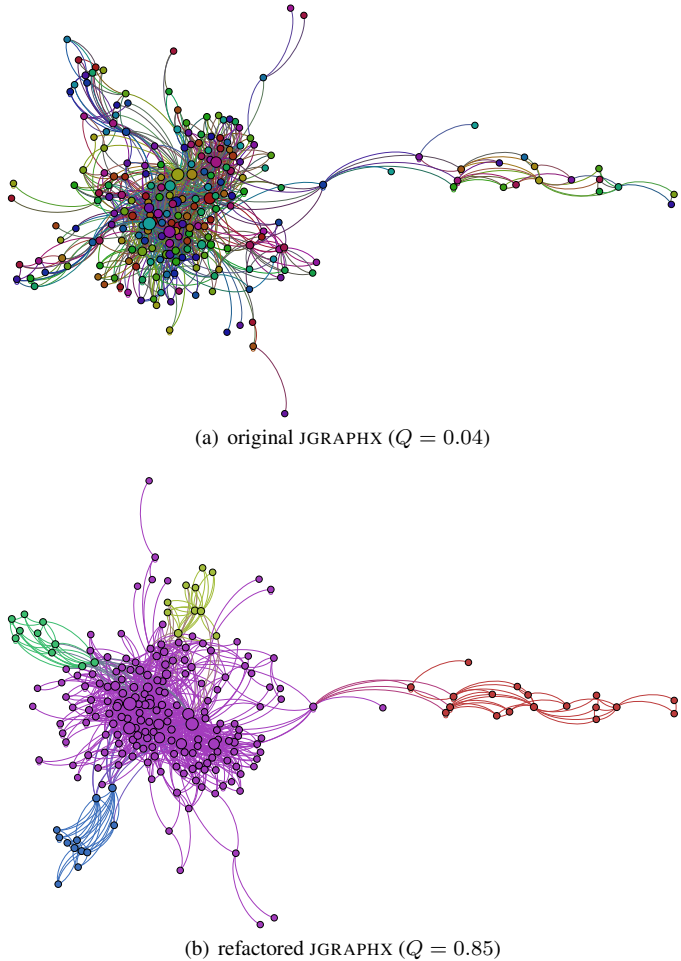 (a) original JGRAPHX (Q = 0.04)
(b) refactored JGRAPHX (Q = 0.85)